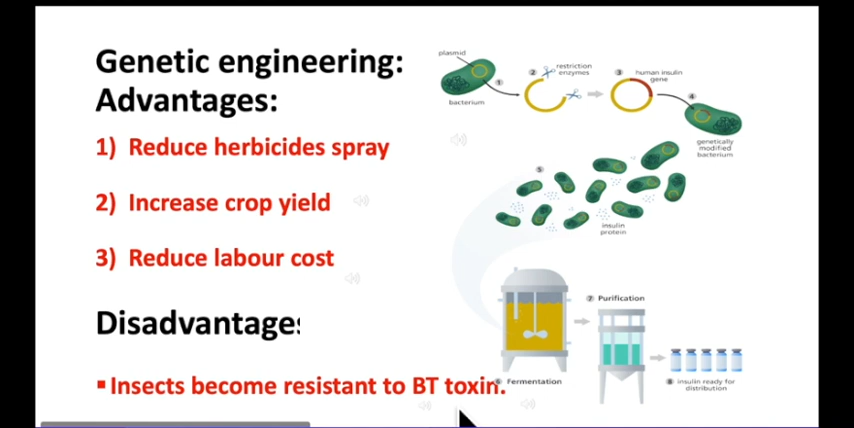 Genetic engineering:
Advantages:
1) Reduce herbicides spray
2) Increase crop yield
3) Reduce labour cost
Disadvantages
▪ Insects become resistant to BT toxin.
plasmid
bacterium
1
2
restriction
enzymes
3 human insulin
gene
4
genetically
modified
bacterium
5
insulin
protein
6 Fermentation
7 Purification
8 insulin ready for
distribution